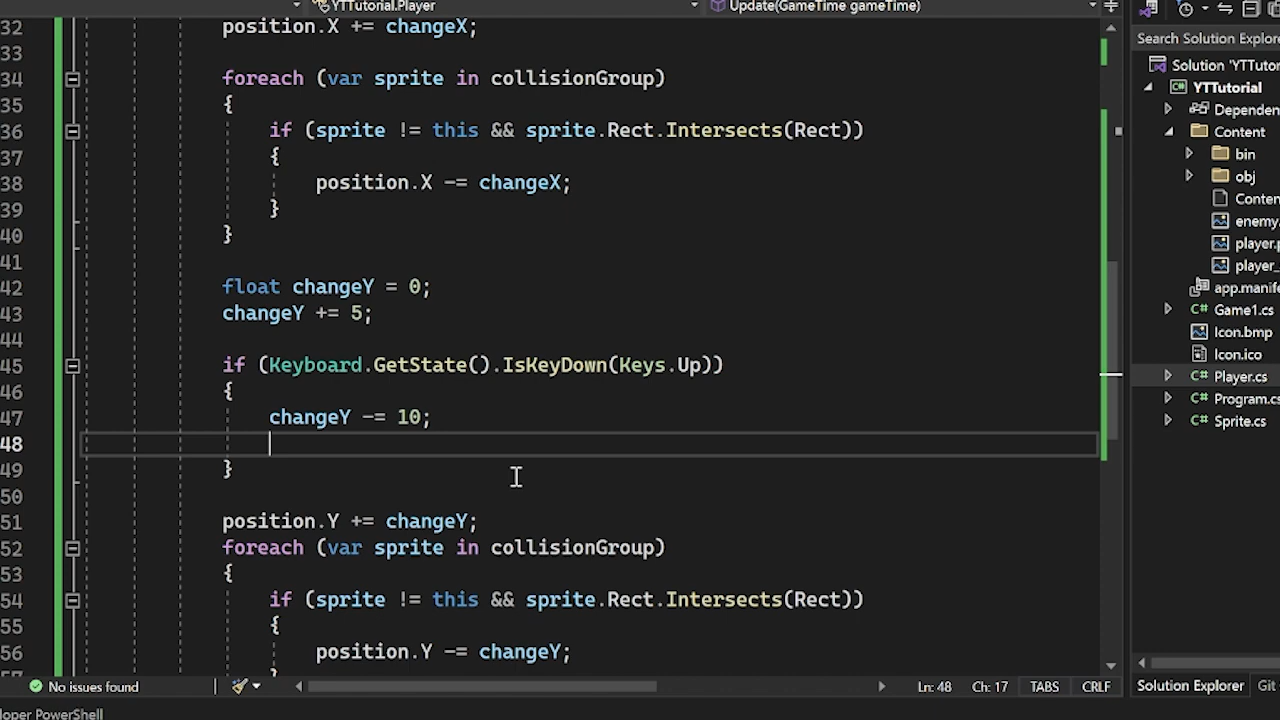 YTTutorial.Player
Update(GameTime gameTime)
32 position.X += changeX;
33
34 foreach (var sprite in collisionGroup)
35 {
36 if (sprite != this && sprite.Rect.Intersects(Rect))
37 {
38 position.X -= changeX;
39 }
40 }
41
42 float changeY = 0;
43 changeY += 5;
44
45 if (Keyboard.GetState().IsKeyDown(Keys.Up))
46 {
47 changeY -= 10;
48
49 }
50
51 position.Y += changeY;
52 foreach (var sprite in collisionGroup)
53 {
54 if (sprite != this && sprite.Rect.Intersects(Rect))
55 {
56 position.Y -= changeY;
No issues found
Ln: 48 Ch: 17 TABS CRLF
loper PowerShell
Search Solution Explore
Solution 'YTTutor
YTTutorial
Dependen
Content
bin
obj
Conten
enemy.
player.p
player_
app.manife
Game1.cs
Icon.bmp
Icon.ico
Player.cs
Program.cs
Sprite.cs
Solution Explorer Git